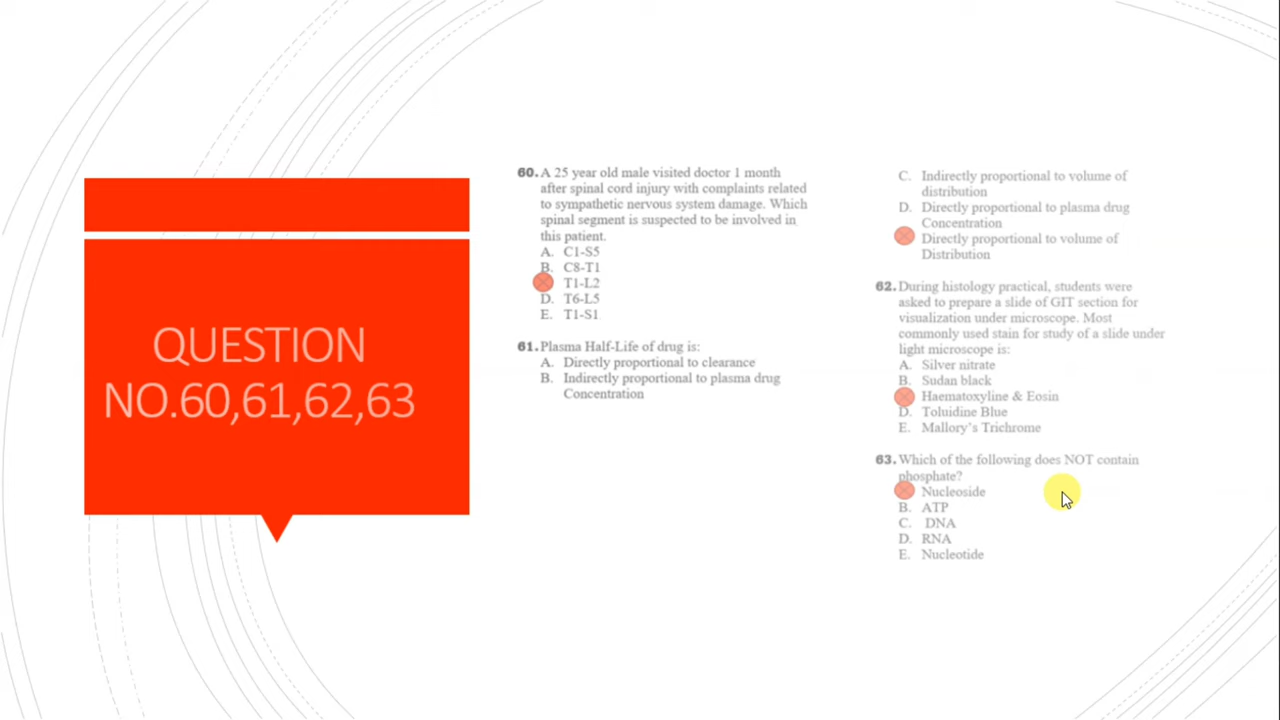 QUESTION
NO.60,61,62,63
60. A 25 year old male visited doctor 1 month
after spinal cord injury with complaints related
to sympathetic nervous system damage. Which
spinal segment is suspected to be involved in
this patient.
A. C1-S5
B. C8-T1
T1-L2
D. T6-L5
E. T1-S1
61. Plasma Half-Life of drug is:
A. Directly proportional to clearance
B. Indirectly proportional to plasma drug
Concentration
C. Indirectly proportional to volume of
distribution
D. Directly proportional to plasma drug
Concentration
Directly proportional to volume of
Distribution
62. During histology practical, students were
asked to prepare a slide of GIT section for
visualization under microscope. Most
commonly used stain for study of a slide under
light microscope is:
A. Silver nitrate
B. Sudan black
Haematoxyline & Eosin
D. Toluidine Blue
E. Mallory's Trichrome
63. Which of the following does NOT contain
phosphate?
Nucleoside
B. ATP
C. DNA
D. RNA
E. Nucleotide